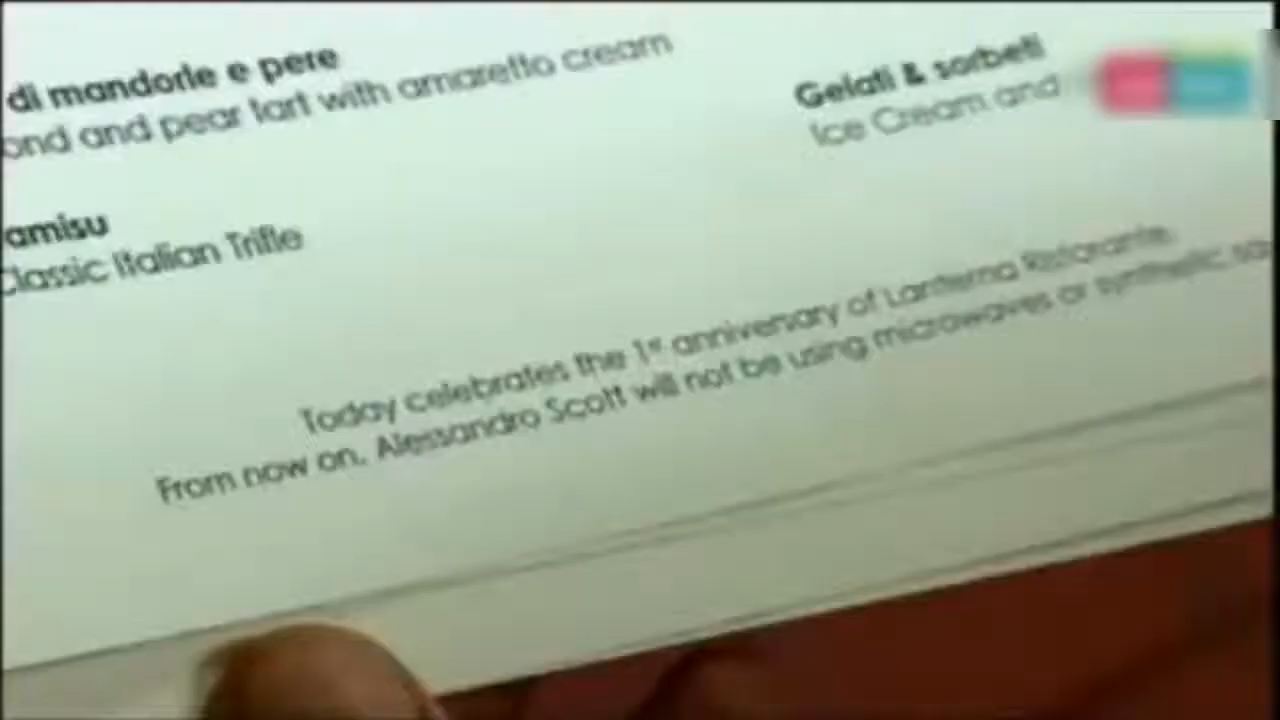 di mandorle e pere
ond and pear tart with amaretto cream
Gelati & sorbeti
Ice Cream and
amisu
Classic Italian Trifle
Today celebrates the 1st anniversary of Lanterna Ristorante
From now on, Alessandro Scott will not be using microwaves or synthetic